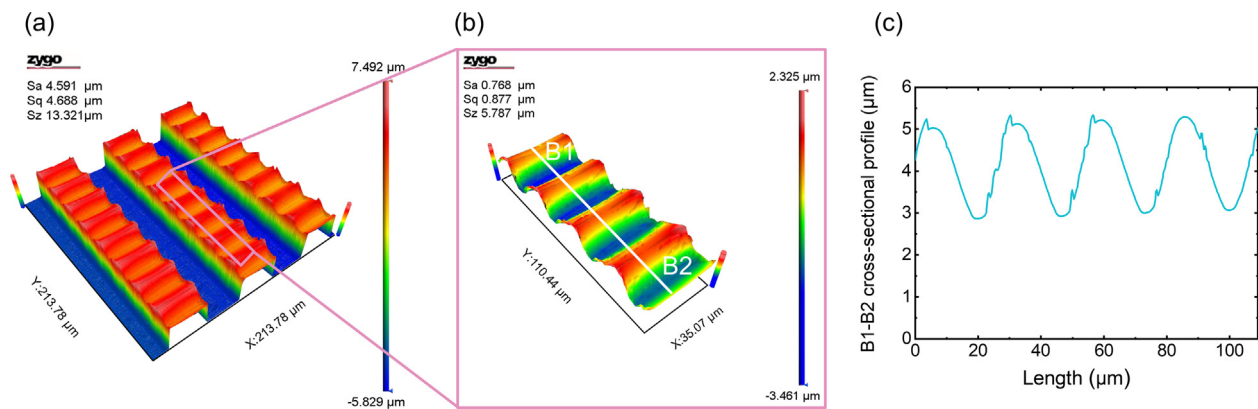 (a)
zygo
Sa 4.591 μm
Sq 4.688 μm
Sz 13.321μm
7.492 μm
-5.829 μm
Y:213.78 μm
X:213.78 μm
(b)
zygo
Sa 0.768 μm
Sq 0.877 μm
Sz 5.787 μm
2.325 μm
-3.461 μm
B1
B2
Y:110.44 μm
X:35.07 μm
(c)
B1-B2 cross-sectional profile (μm)
6
5
4
3
2
1
0
0 20 40 60 80 100
Length (μm)